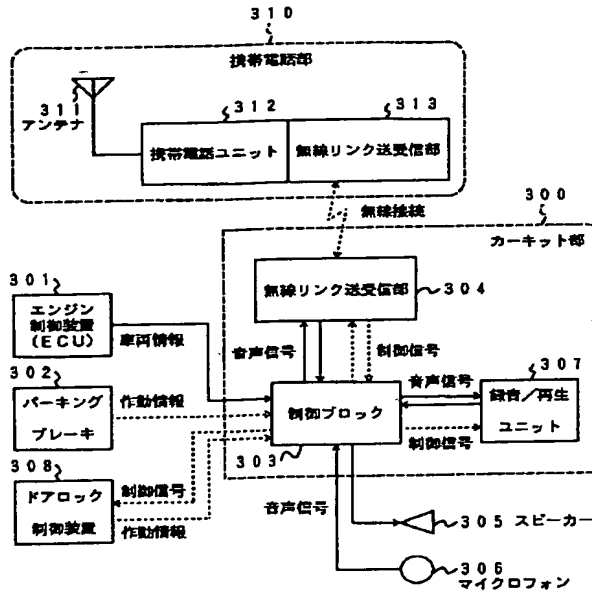 310
携帯電話部
311
アンテナ
312
313
携帯電話ユニット
無線リンク送受信部
無線接続
300
カーキット部
301
エンジン
制御装置
(ECU)
車両情報
無線リンク送受信部
304
音声信号
制御信号
302
パーキング
ブレーキ
作動情報
制御ブロック
303
音声信号
制御信号
307
録音/再生
ユニット
308
ドアロック
制御装置
制御信号
作動情報
音声信号
305 スピーカー
306
マイクロフォン